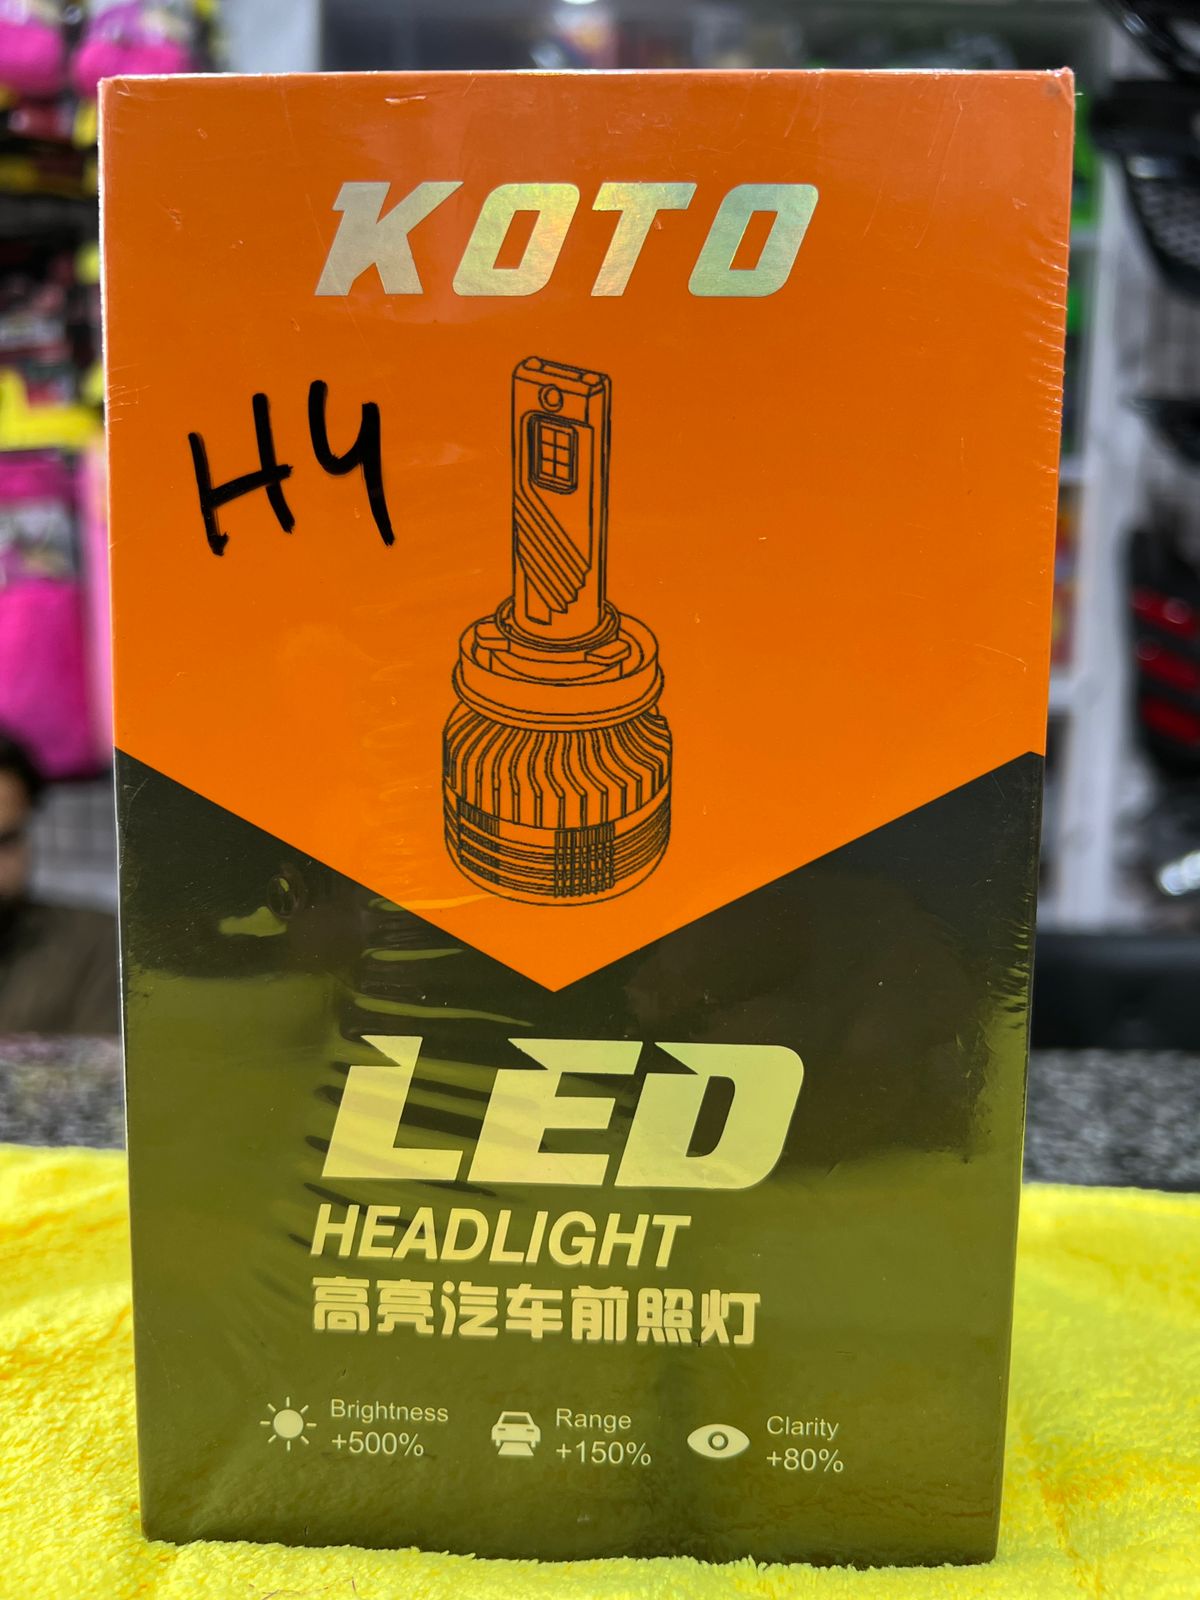 KOTO
H4
LED
HEADLIGHT
高亮汽车前照灯
Brightness
+500%
Range
+150%
Clarity
+80%